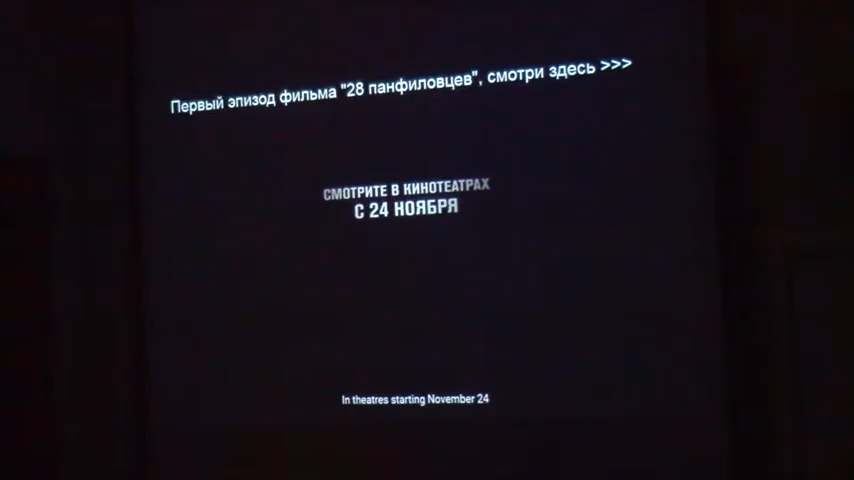 Первый эпизод фильма "28 панфиловцев", смотри здесь >>>
СМОТРИТЕ В КИНОТЕАТРАХ
С 24 НОЯБРЯ
In theatres starting November 24